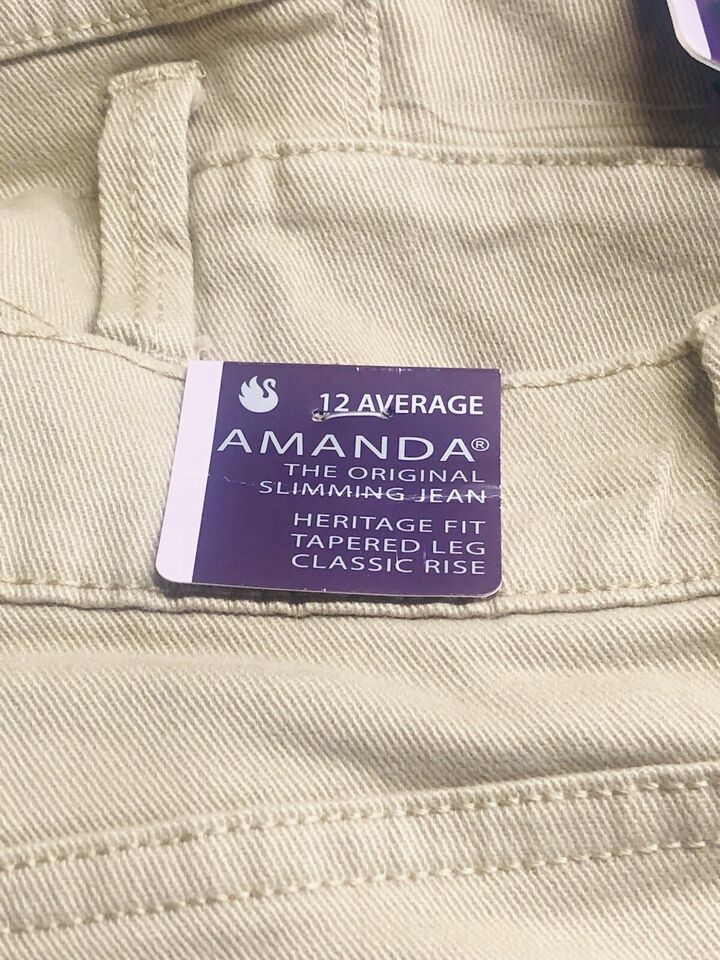 12 AVERAGE
AMANDA®
THE ORIGINAL
SLIMMING JEAN
HERITAGE FIT
TAPERED LEG
CLASSIC RISE